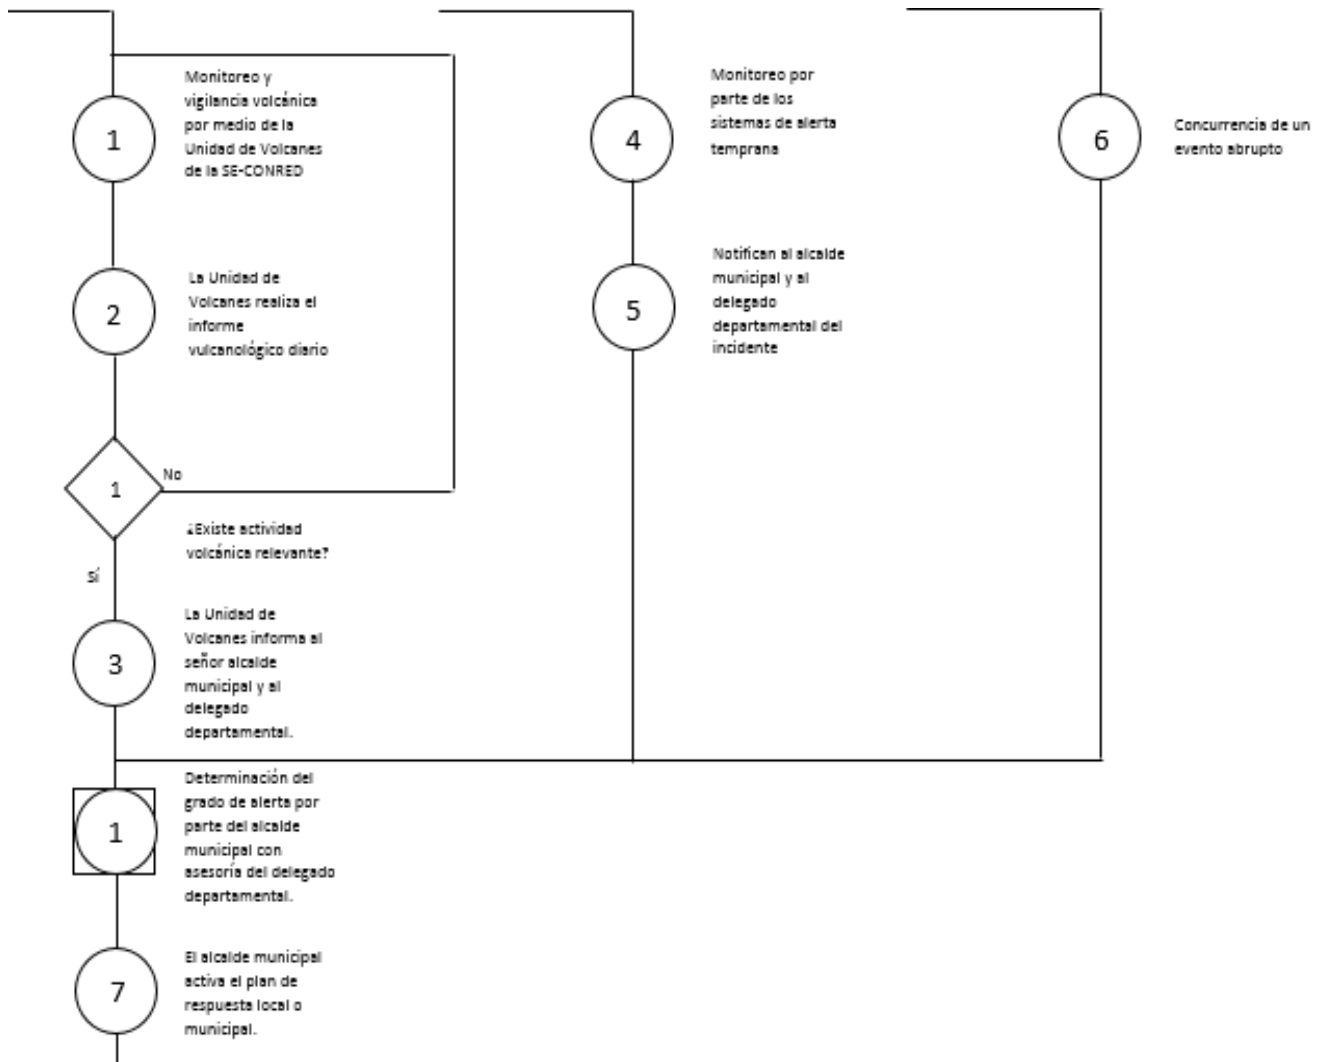 1
Monitoreo y
vigilancia volcánica
por medio de la
Unidad de Volcanes
de la SE-CONRED
2
La Unidad de
Volcanes realiza el
informe
vulcanológico diario
1
No
¿Existe actividad
volcánica relevante?
Sí
3
La Unidad de
Volcanes informa al
señor alcalde
municipal y al
delegado
departamental.
4
Monitoreo por
parte de los
sistemas de alerta
temprana
5
Notifican al alcalde
municipal y al
delegado
departamental del
incidente
6
Concurrencia de un
evento abrupto
1
Determinación del
grado de alerta por
parte del alcalde
municipal con
asesoría del delegado
departamental.
7
El alcalde municipal
activa el plan de
respuesta local o
municipal.